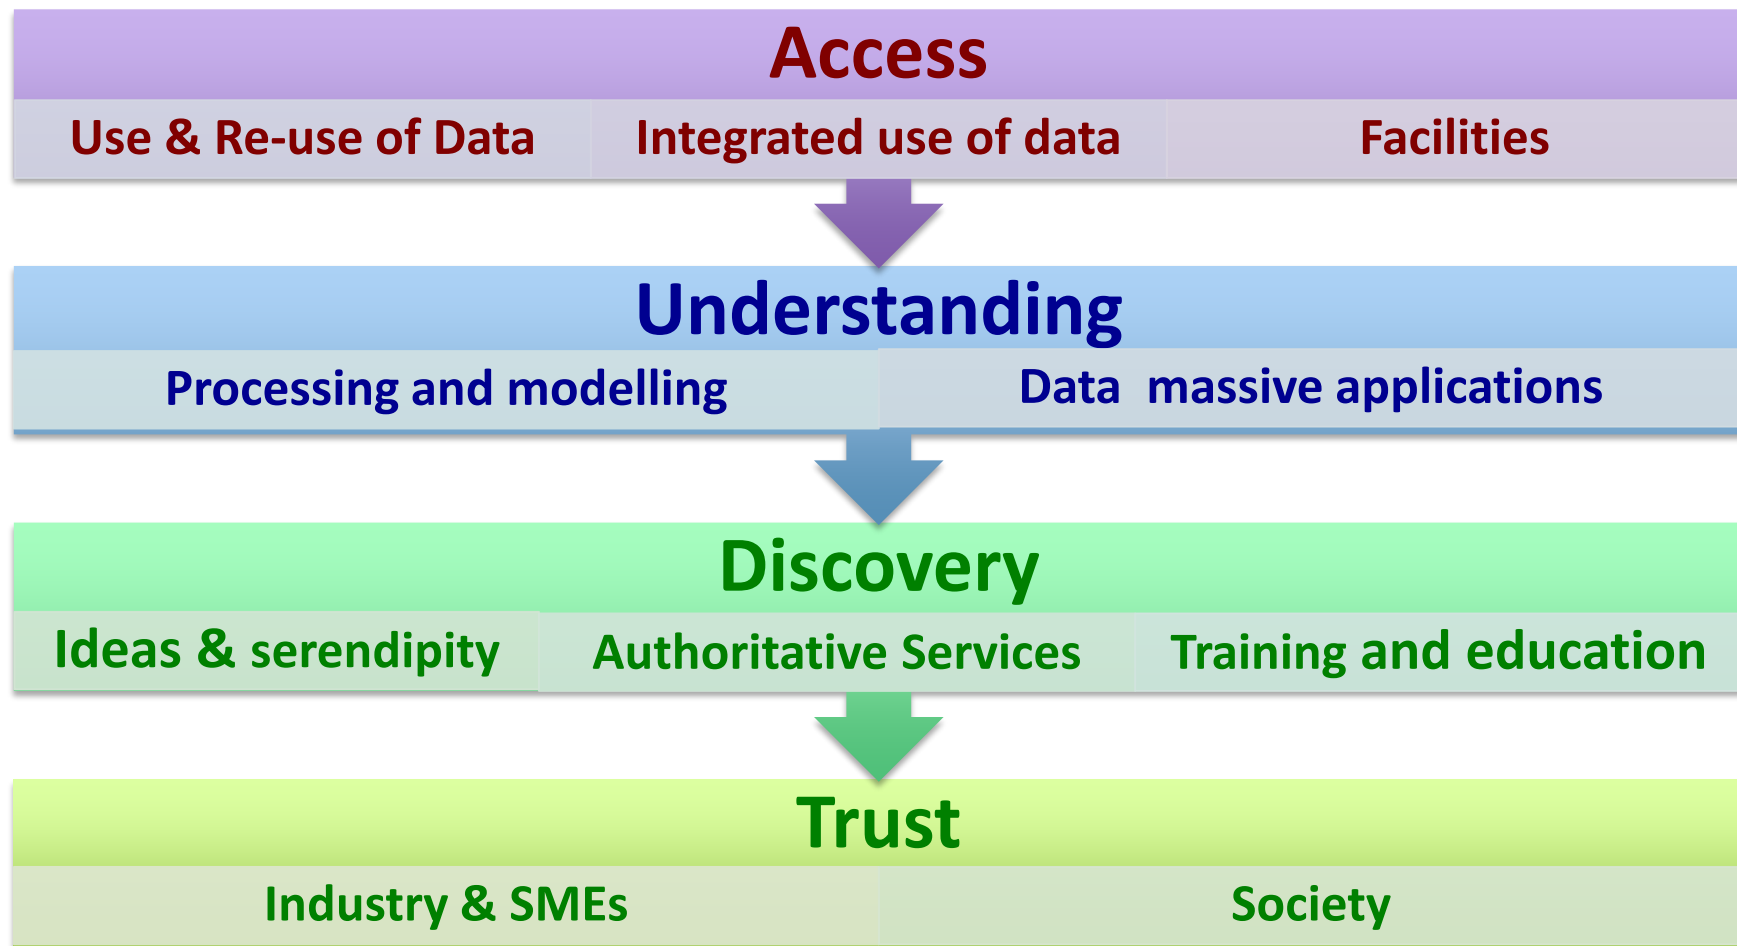 Access
Use & Re-use of Data Integrated use of data Facilities
Understanding
Processing and modelling Data massive applications
Discovery
Ideas & serendipity Authoritative Services Training and education
Trust
Industry & SMEs Society